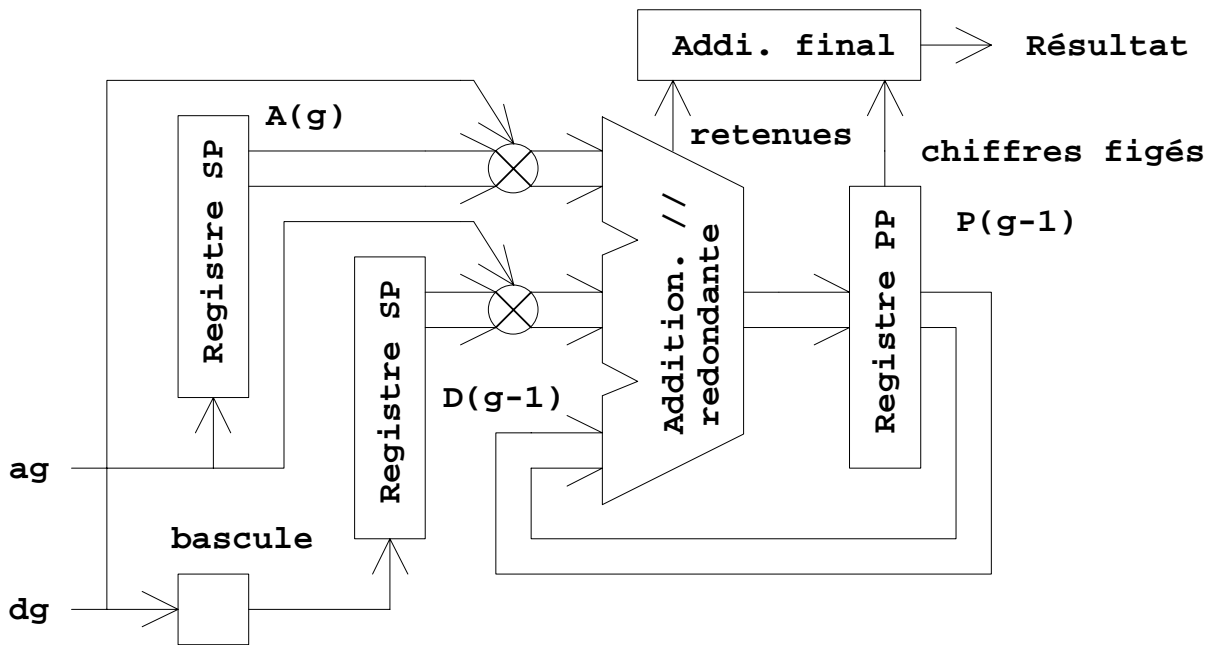 Addi. final
Résultat
A(g)
retenues
chiffres figés
Registre SP
Addition. //
redondante
Registre PP
P(g-1)
Registre SP
D(g-1)
ag
bascule
dg